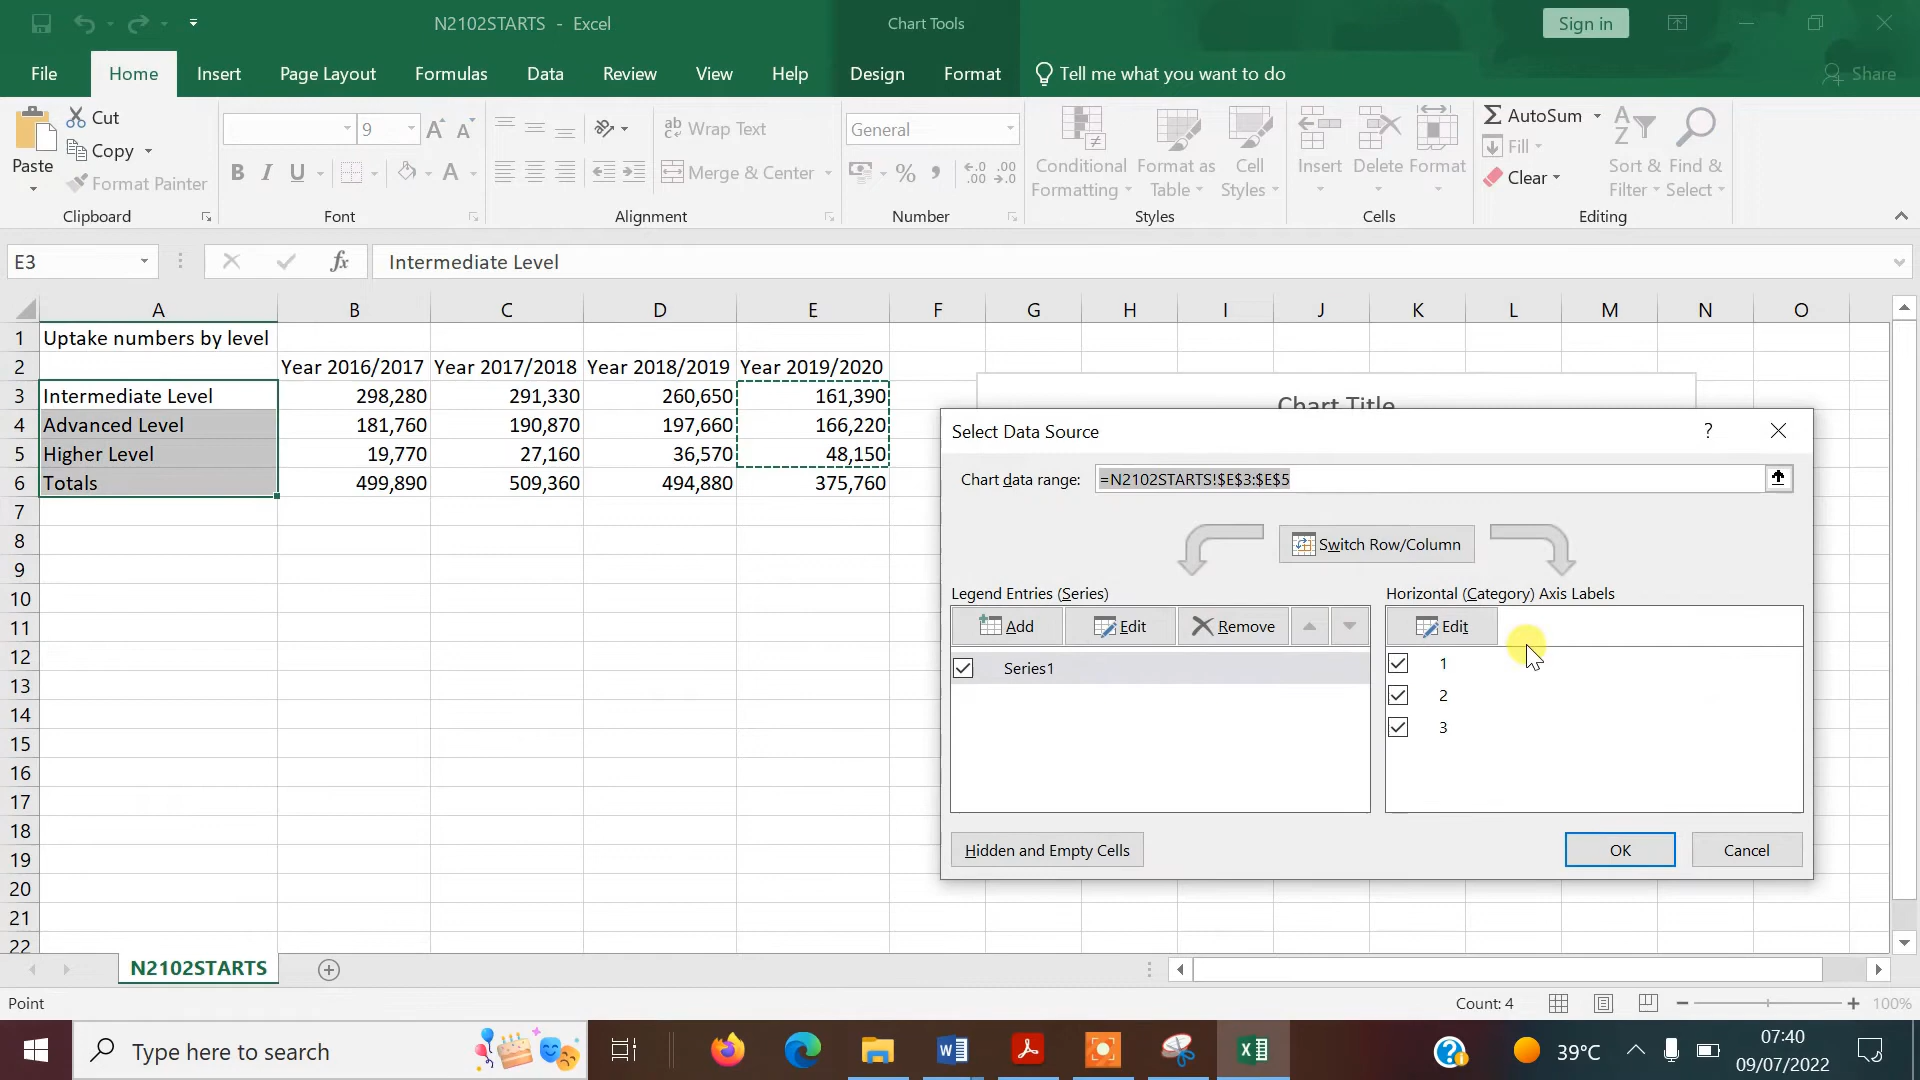 N2102STARTS - Excel
Chart Tools
Sign in
File Home Insert Page Layout Formulas Data Review View Help Design Format Tell me what you want to do Share
Paste
Cut
Copy
Format Painter
9
B I U A
Wrap Text
Merge & Center
General
% ,
Conditional Formatting
Format as Table
Cell Styles
Insert
Delete
Format
AutoSum
Fill
Clear
Sort & Filter
Find & Select
Clipboard Font Alignment Number Styles Cells Editing
E3 fx Intermediate Level
A B C D E F G H I J K L M N O
1 Uptake numbers by level
2 Year 2016/2017 Year 2017/2018 Year 2018/2019 Year 2019/2020
3 Intermediate Level 298,280 291,330 260,650 161,390
4 Advanced Level 181,760 190,870 197,660 166,220
5 Higher Level 19,770 27,160 36,570 48,150
6 Totals 499,890 509,360 494,880 375,760
7
8
9
10
11
12
13
14
15
16
17
18
19
20
21
22
Chart Title
Select Data Source ?
Chart data range: =N2102STARTS!$E$3:$E$5
Switch Row/Column
Legend Entries (Series)
Add Edit Remove
Series1
Horizontal (Category) Axis Labels
Edit
1
2
3
Hidden and Empty Cells
OK Cancel
N2102STARTS
Point
Count: 4
100%
Type here to search
39°C
07:40
09/07/2022